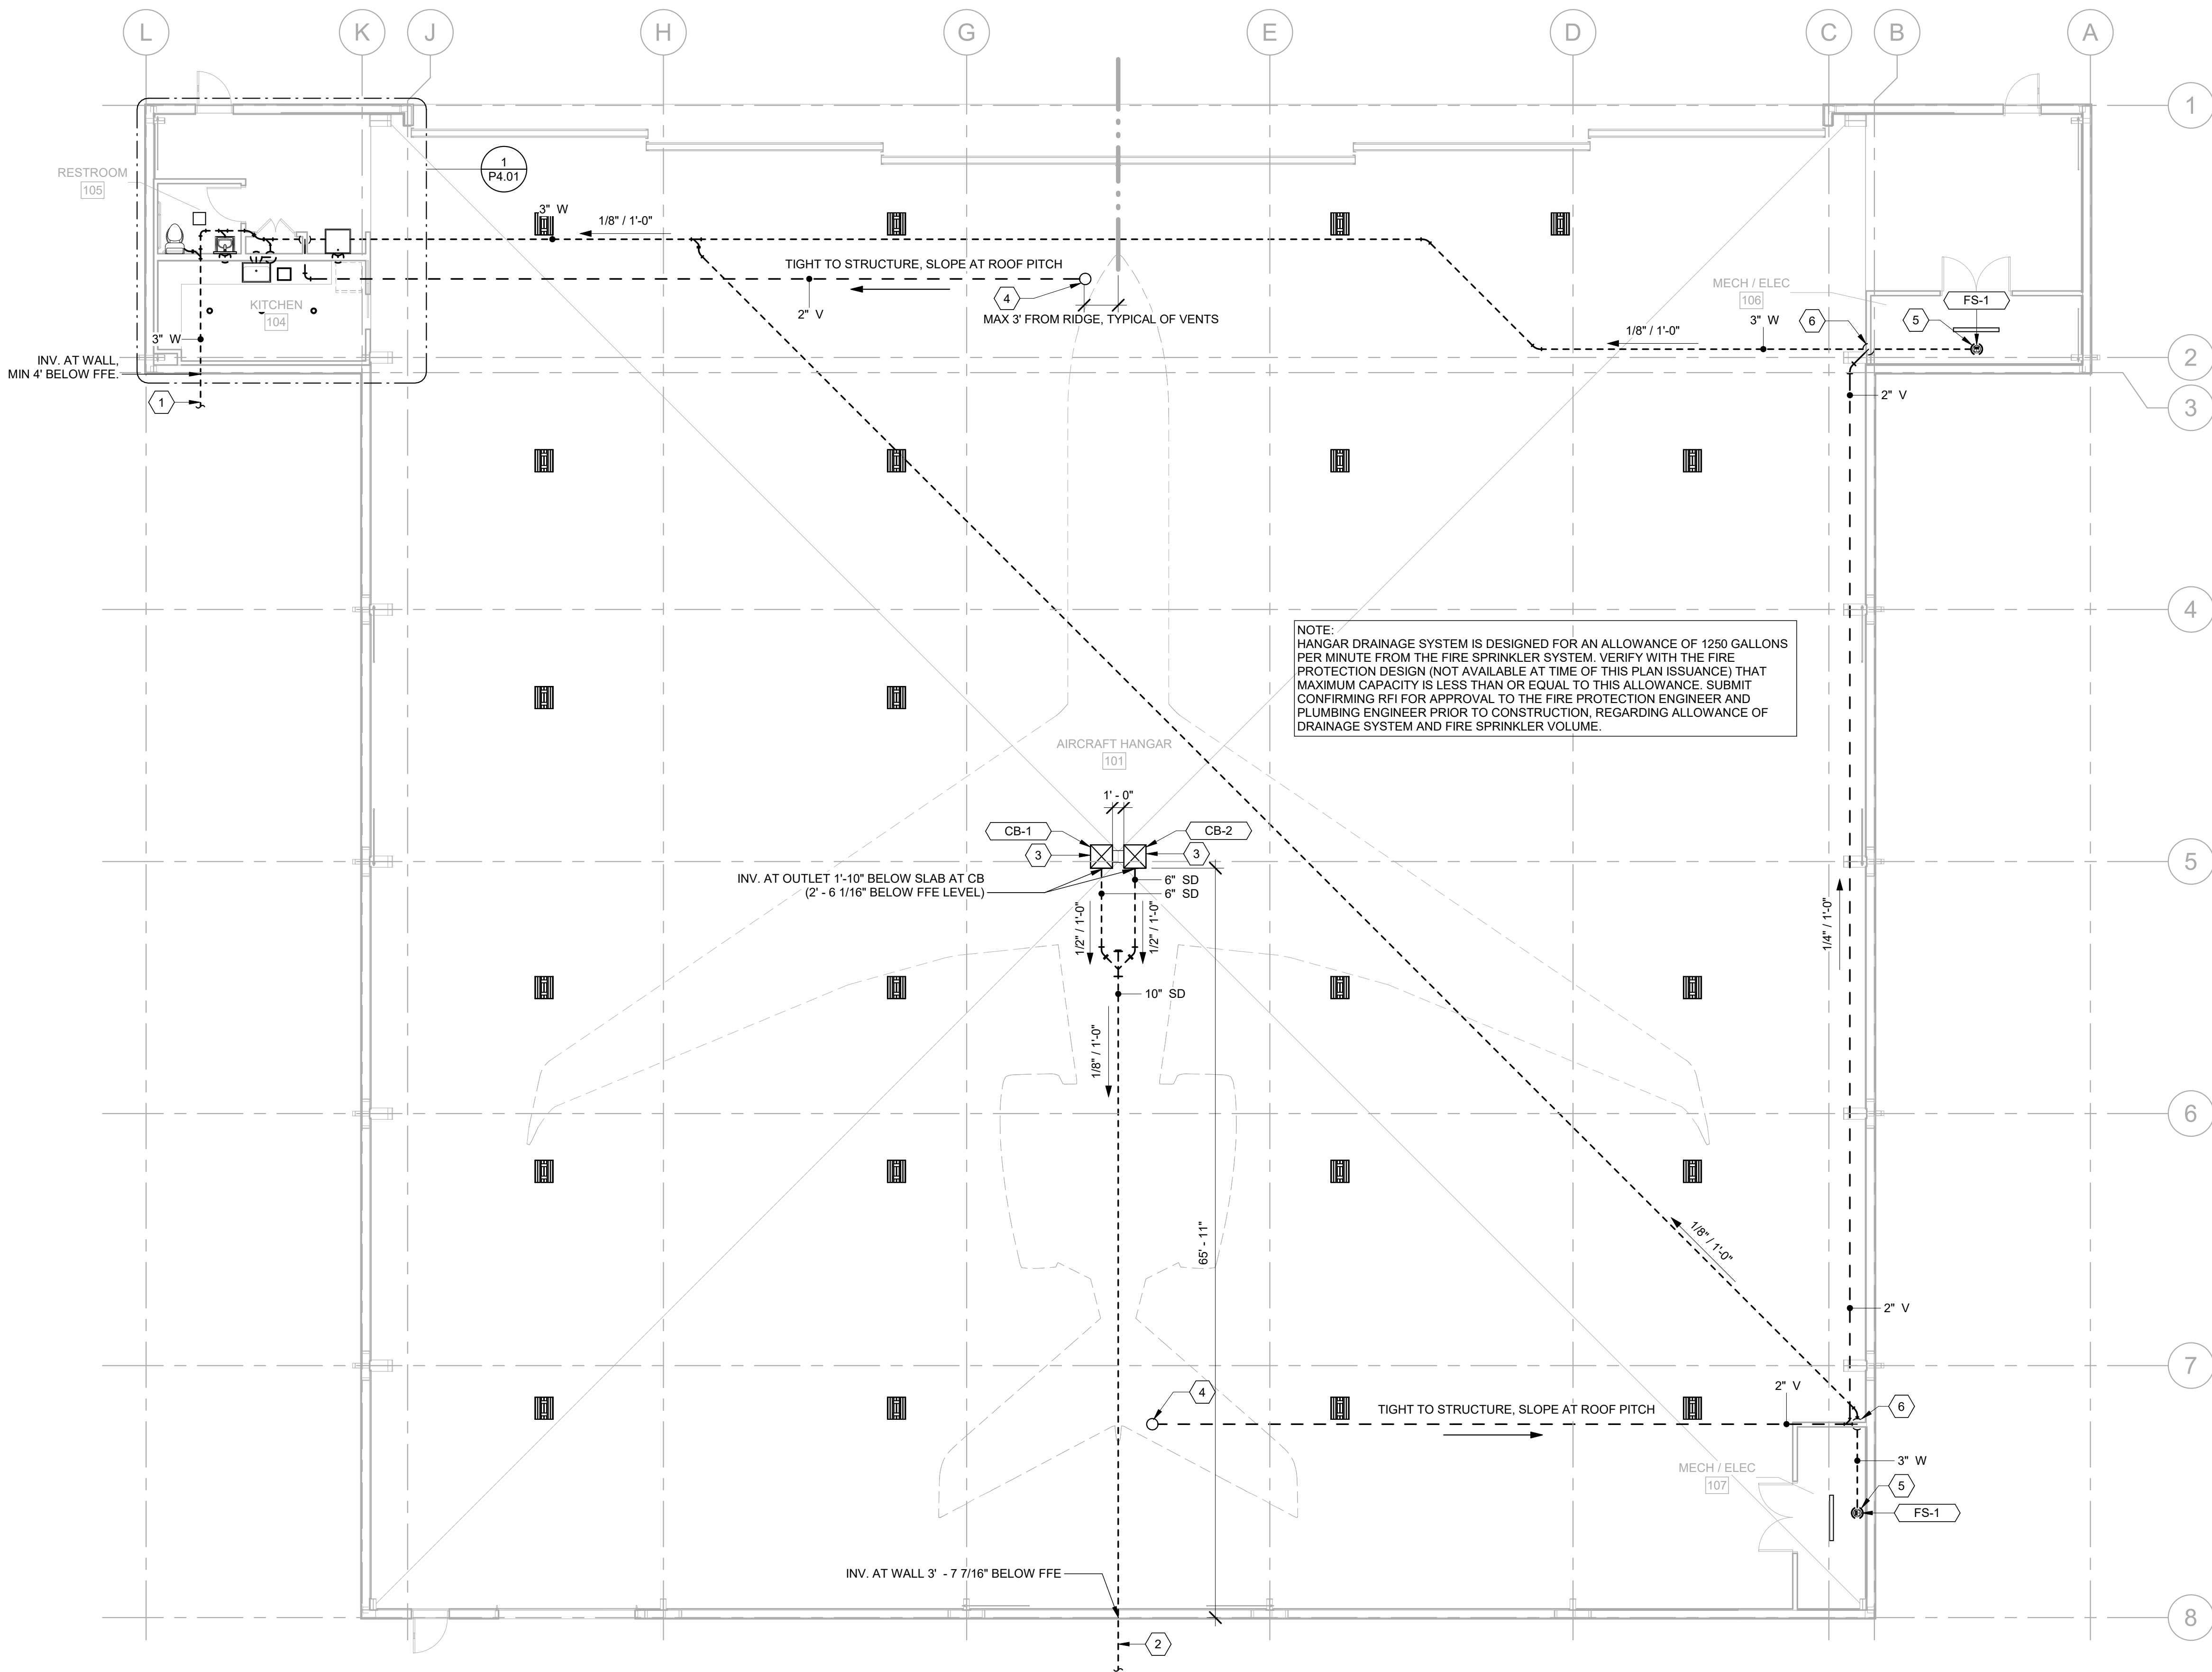 L
K
J
H
G
E
D
C
B
A
1
RESTROOM
105
1
P4.01
3" W
1/8" / 1'-0"
TIGHT TO STRUCTURE, SLOPE AT ROOF PITCH
2" V
4
MAX 3' FROM RIDGE, TYPICAL OF VENTS
KITCHEN
104
3" W
INV. AT WALL,
MIN 4' BELOW FFE.
1
MECH / ELEC
106
FS-1
5
6
3" W
1/8" / 1'-0"
2
3
2" V
4
NOTE:
HANGAR DRAINAGE SYSTEM IS DESIGNED FOR AN ALLOWANCE OF 1250 GALLONS
PER MINUTE FROM THE FIRE SPRINKLER SYSTEM. VERIFY WITH THE FIRE
PROTECTION DESIGN (NOT AVAILABLE AT TIME OF THIS PLAN ISSUANCE) THAT
MAXIMUM CAPACITY IS LESS THAN OR EQUAL TO THIS ALLOWANCE. SUBMIT
CONFIRMING RFI FOR APPROVAL TO THE FIRE PROTECTION ENGINEER AND
PLUMBING ENGINEER PRIOR TO CONSTRUCTION, REGARDING ALLOWANCE OF
DRAINAGE SYSTEM AND FIRE SPRINKLER VOLUME.
AIRCRAFT HANGAR
101
1' - 0"
CB-1
CB-2
3
3
5
INV. AT OUTLET 1'-10" BELOW SLAB AT CB
(2' - 6 1/16" BELOW FFE LEVEL)
6" SD
6" SD
1/2" / 1'-0"
1/2" / 1'-0"
1/4" / 1'-0"
10" SD
1/8" / 1'-0"
6
65' - 11"
1/8" / 1'-0"
2" V
7
4
2" V
TIGHT TO STRUCTURE, SLOPE AT ROOF PITCH
6
3" W
MECH / ELEC
107
5
FS-1
INV. AT WALL 3' - 7 7/16" BELOW FFE
8
2